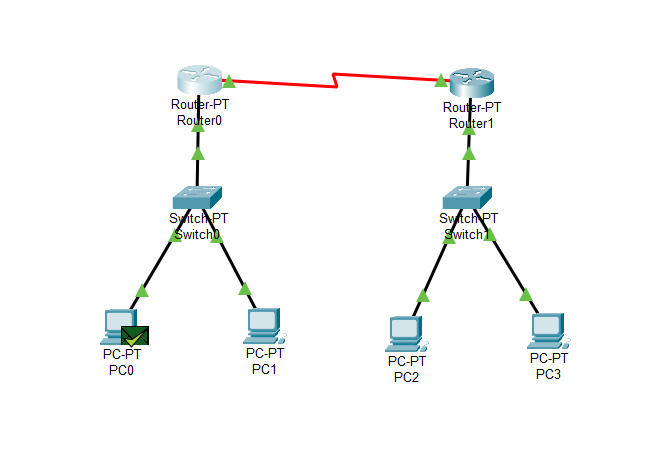 Router-PT
Router0
Router-PT
Router1
Switch-PT
Switch0
Switch-PT
Switch1
PC-PT
PC0
PC-PT
PC1
PC-PT
PC2
PC-PT
PC3